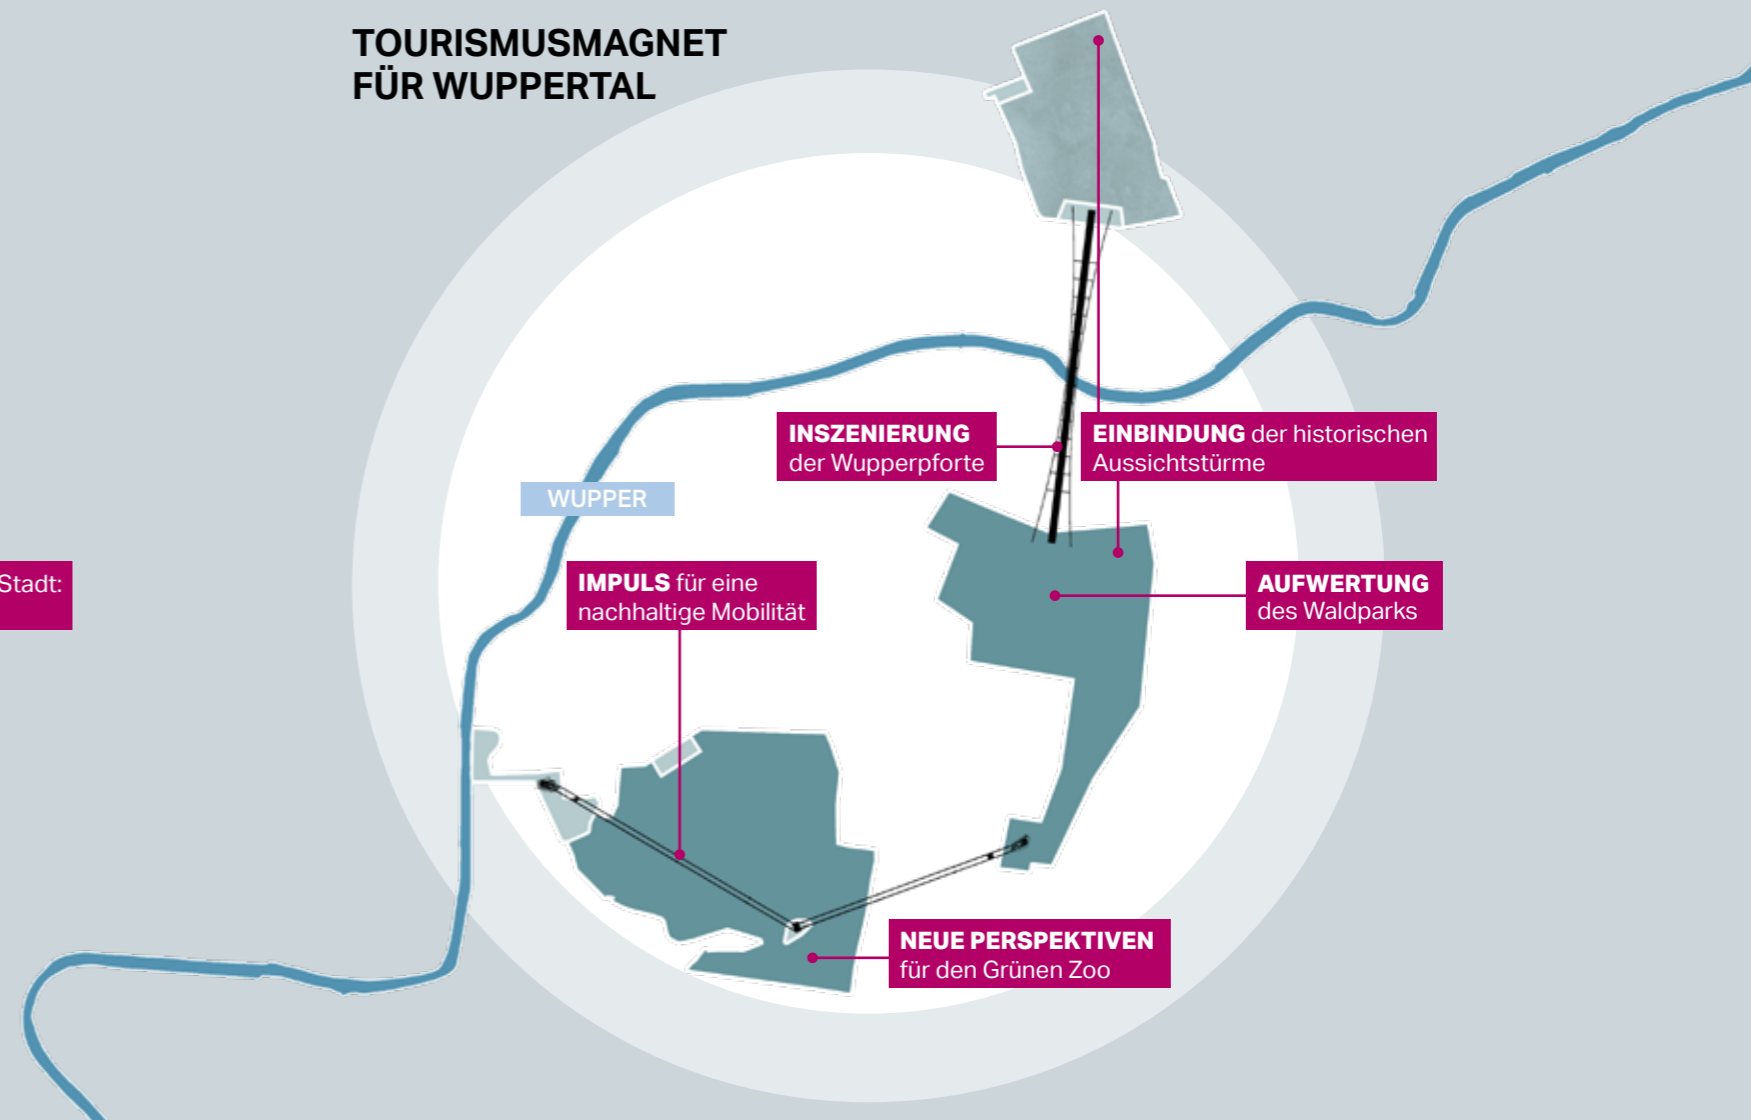 TOURISMUSMAGNET
FÜR WUPPERTAL
INSZENIERUNG
der Wupperpforte
EINBINDUNG der historischen
Aussichtstürme
WUPPER
Stadt:
IMPULS für eine
nachhaltige Mobilität
AUFWERTUNG
des Waldparks
NEUE PERSPEKTIVEN
für den Grünen Zoo